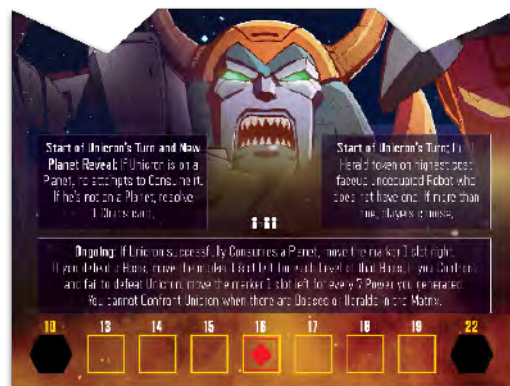 Start of Unicron's Turn and New
Planet Reveal: If Unicron is on a
Planet, he attempts to Consume it.
If he's not on a Planet, resolve
1 Chaos card.
Start of Unicron's Turn:
Herald token on highest cost
faceup unoccupied Robot who
does not have one. If more than
one, players choose.
Ongoing: If Unicron successfully Consumes a Planet, move the marker 1 slot right.
If you defeat a Boss, move the marker 1 slot left for each Level of that Boss. If you Confront
and fail to defeat Unicron, move the marker 1 slot left for every 7 Power you generated.
You cannot Confront Unicron when there are Bosses or Heralds in the Matrix.
10 13 14 15 16 17 18 19 22